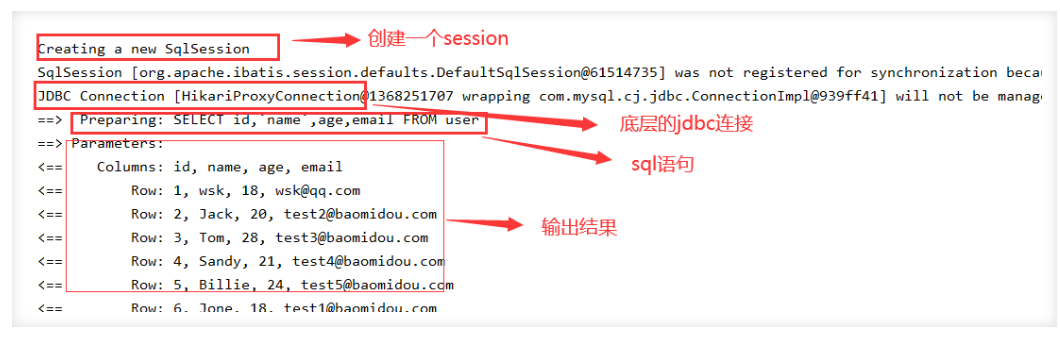 Creating a new SqlSession
创建一个session
SqlSession [org.apache.ibatis.session.defaults.DefaultSqlSession@61514735] was not registered for synchronization becau
JDBC Connection [HikariProxyConnection@1368251707 wrapping com.mysql.cj.jdbc.ConnectionImpl@939ff41] will not be manage
==>  Preparing: SELECT id,`name`,age,email FROM user
底层的jdbc连接
==> Parameters:
sql语句
<==    Columns: id, name, age, email
<==        Row: 1, wsk, 18, wsk@qq.com
<==        Row: 2, Jack, 20, test2@baomidou.com
输出结果
<==        Row: 3, Tom, 28, test3@baomidou.com
<==        Row: 4, Sandy, 21, test4@baomidou.com
<==        Row: 5, Billie, 24, test5@baomidou.com
<==        Row: 6, Jone, 18, test1@baomidou.com